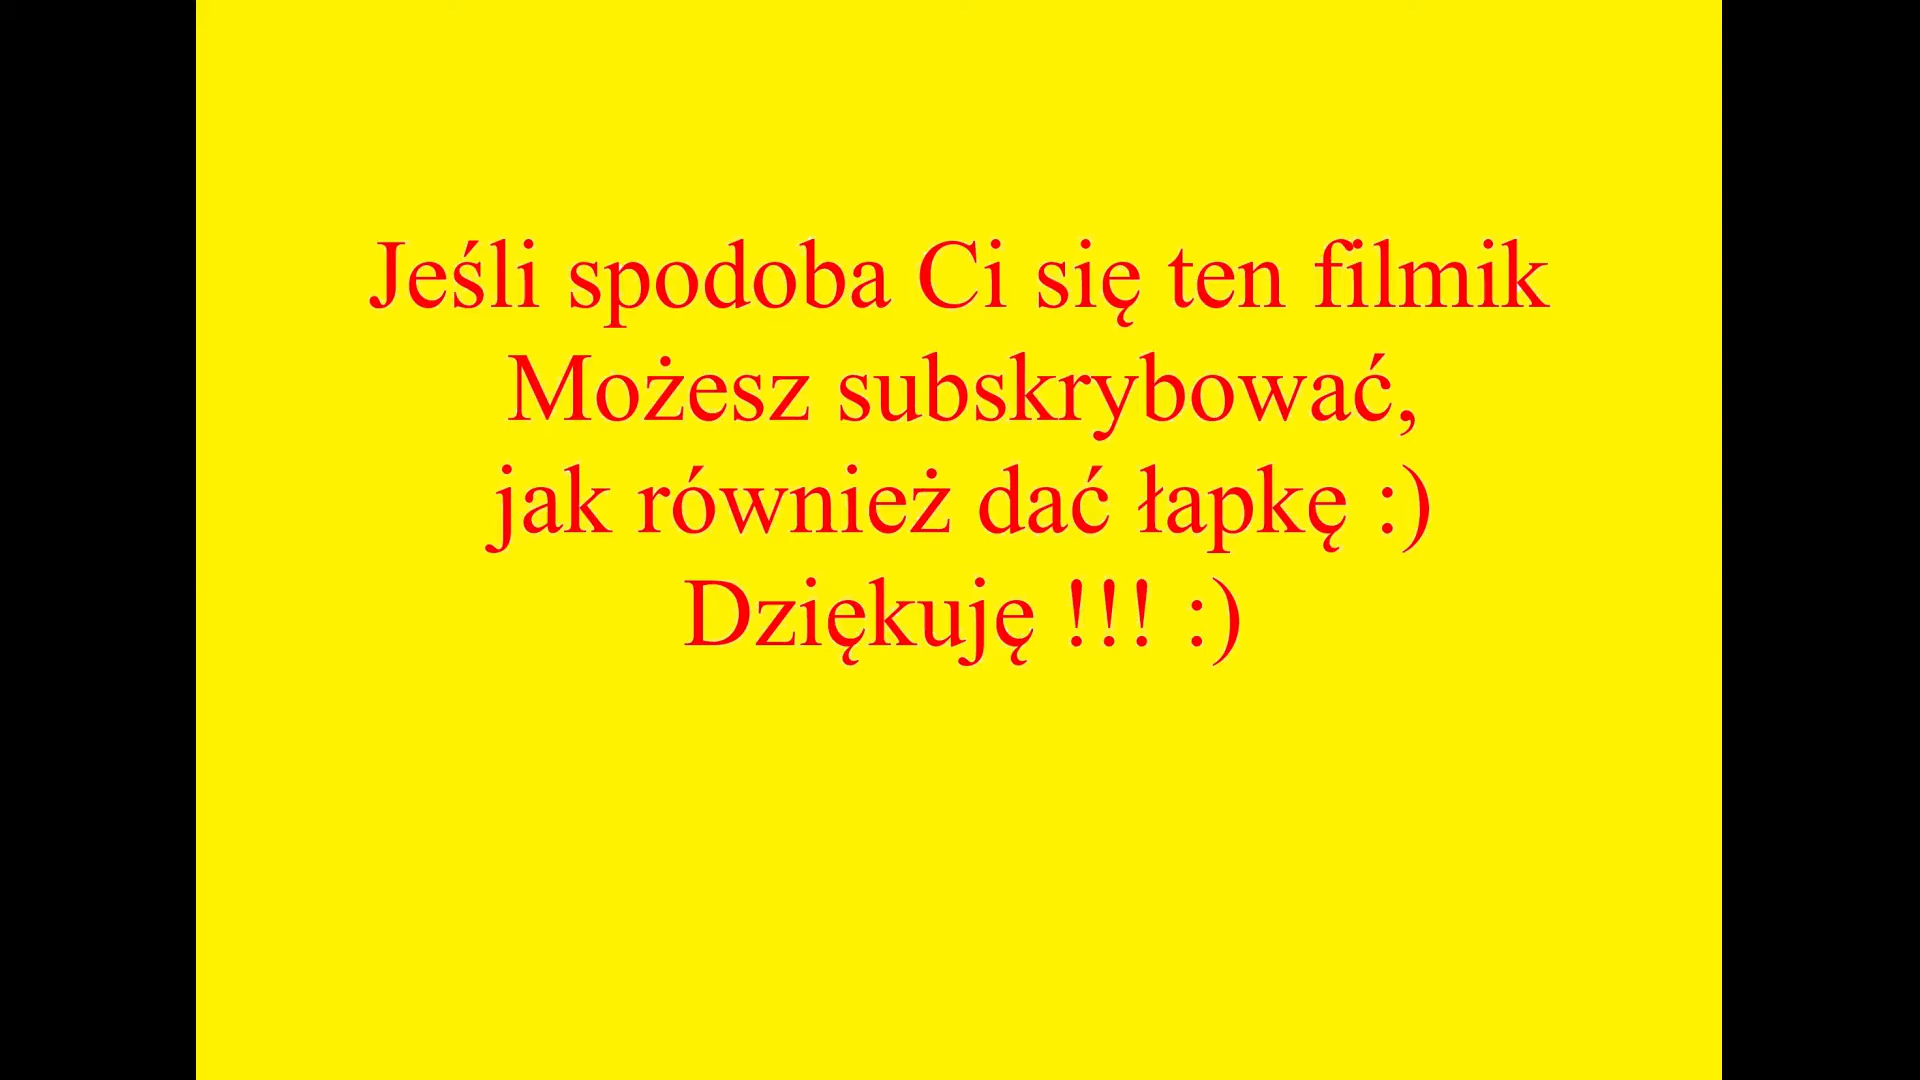 Jeśli spodoba Ci się ten filmik
Możesz subskrybować,
jak również dać łapkę :)
Dziękuję !!! :)